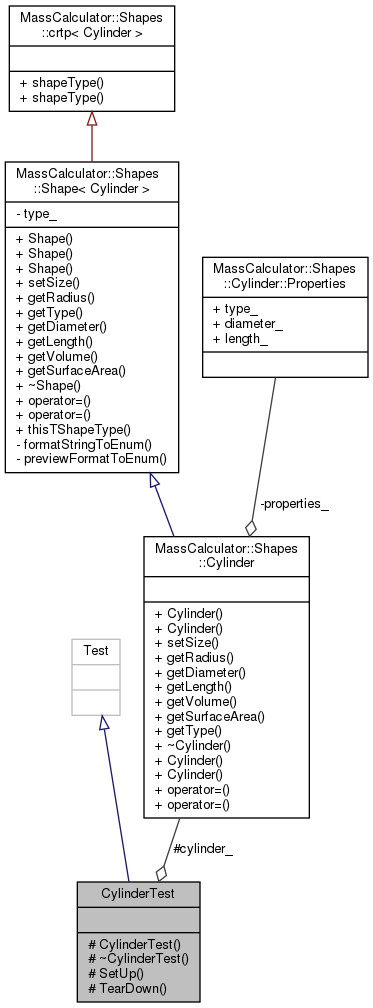 MassCalculator::Shapes
::crtp< Cylinder >
+ shapeType()
+ shapeType()
MassCalculator::Shapes
::Shape< Cylinder >
- type_
+ Shape()
+ Shape()
+ Shape()
+ setSize()
+ getRadius()
+ getType()
+ getDiameter()
+ getLength()
+ getVolume()
+ getSurfaceArea()
+ ~Shape()
+ operator=()
+ operator=()
+ thisTShapeType()
- formatStringToEnum()
- previewFormatToEnum()
MassCalculator::Shapes
::Cylinder::Properties
+ type_
+ diameter_
+ length_
-properties_
MassCalculator::Shapes
::Cylinder
+ Cylinder()
+ Cylinder()
+ setSize()
+ getRadius()
+ getDiameter()
+ getLength()
+ getVolume()
+ getSurfaceArea()
+ getType()
+ ~Cylinder()
+ Cylinder()
+ Cylinder()
+ operator=()
+ operator=()
Test
#cylinder_
CylinderTest
# CylinderTest()
# ~CylinderTest()
# SetUp()
# TearDown()